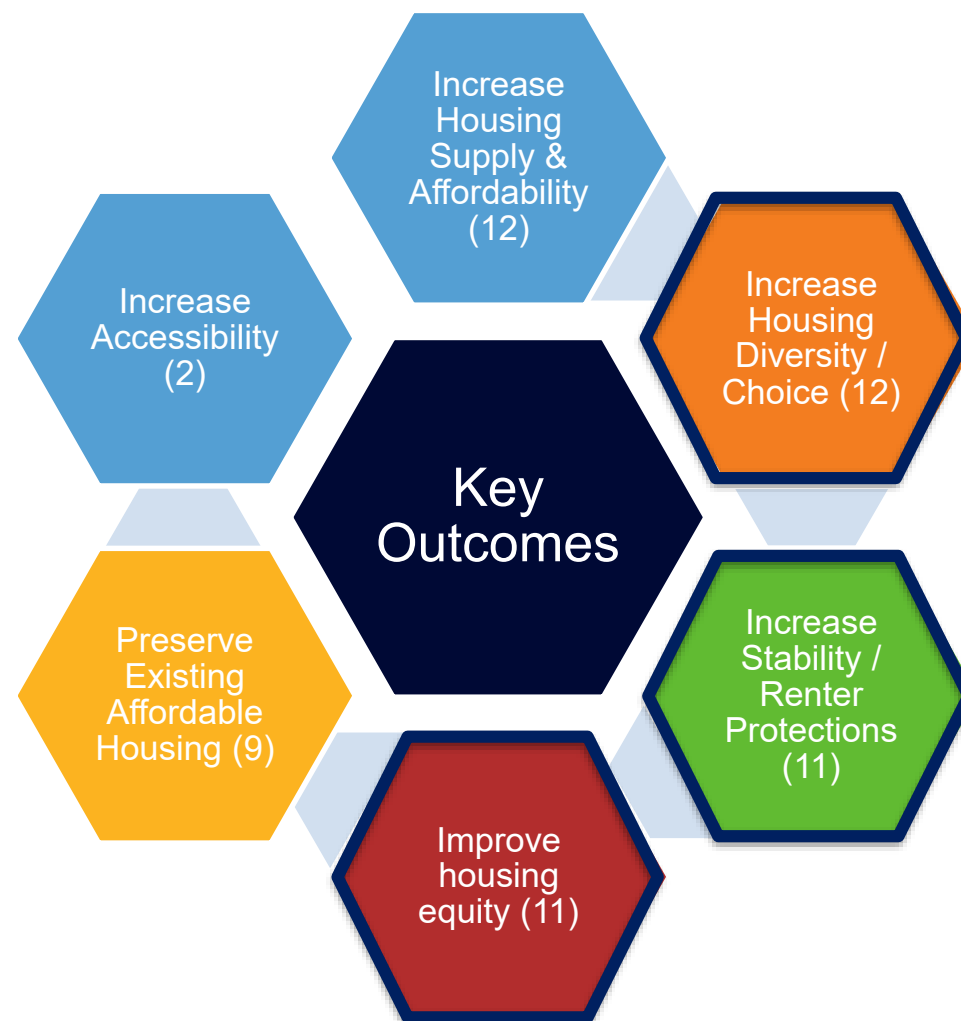 Increase
Housing
Supply &
Affordability
(12)
Increase
Housing
Diversity /
Choice (12)
Increase
Stability /
Renter
Protections
(11)
Improve
housing
equity (11)
Preserve
Existing
Affordable
Housing (9)
Increase
Accessibility
(2)
Key
Outcomes